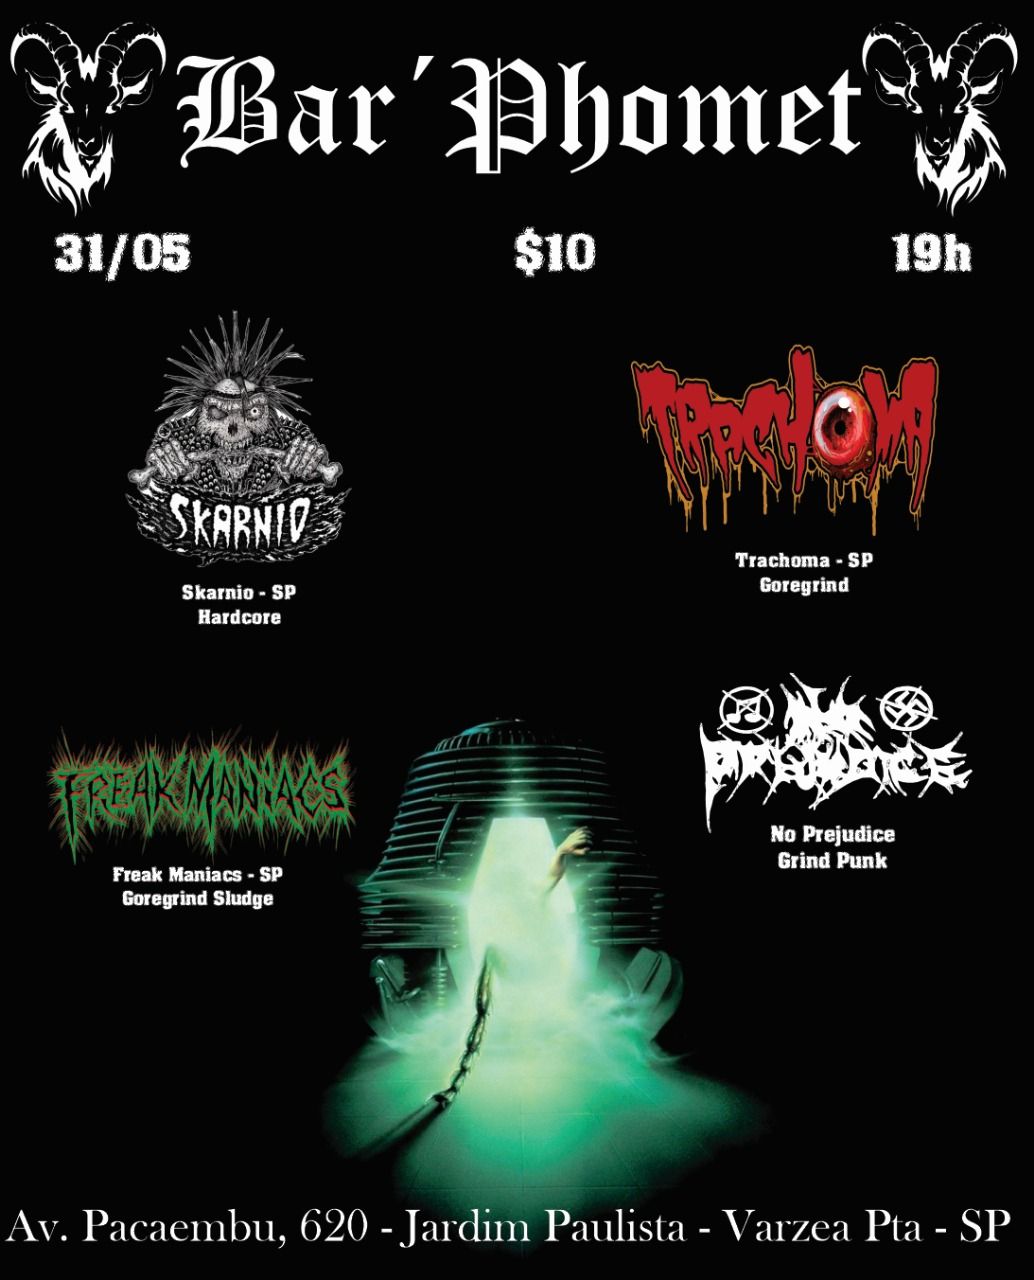 Bar´Phomet
31/05
$10
19h
SKARNIO
Skarnio - SP
Hardcore
TRACHOMA
Trachoma - SP
Goregrind
FREAK MANIACS
Freak Maniacs - SP
Goregrind Sludge
NO PREJUDICE
No Prejudice
Grind Punk
Av. Pacaembu, 620 - Jardim Paulista - Varzea Pta - SP